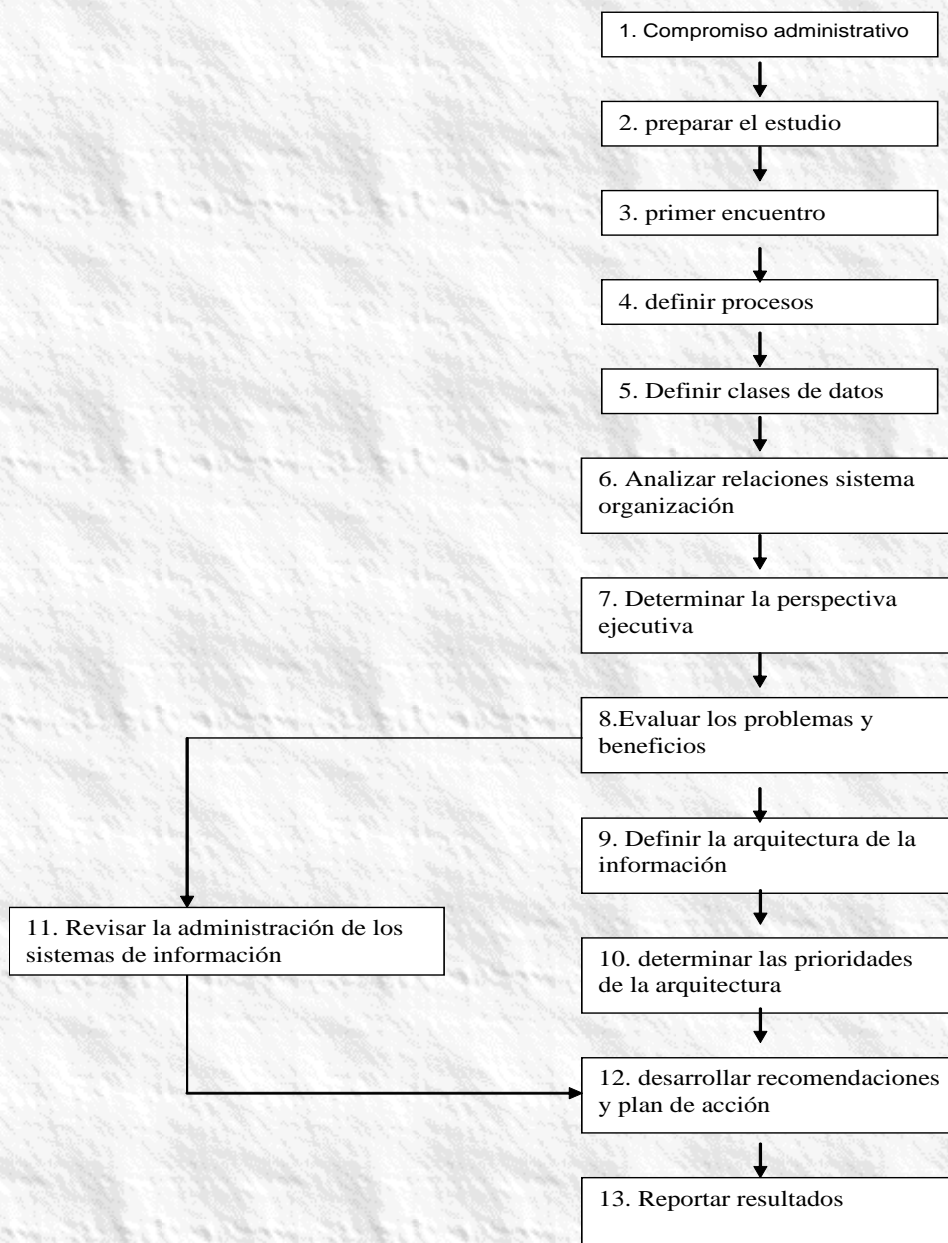 1. Compromiso administrativo
2. preparar el estudio
3. primer encuentro
4. definir procesos
5. Definir clases de datos
6. Analizar relaciones sistema
organización
7. Determinar la perspectiva
ejecutiva
8.Evaluar los problemas y
beneficios
9. Definir la arquitectura de la
información
11. Revisar la administración de los
sistemas de información
10. determinar las prioridades
de la arquitectura
12. desarrollar recomendaciones
y plan de acción
13. Reportar resultados